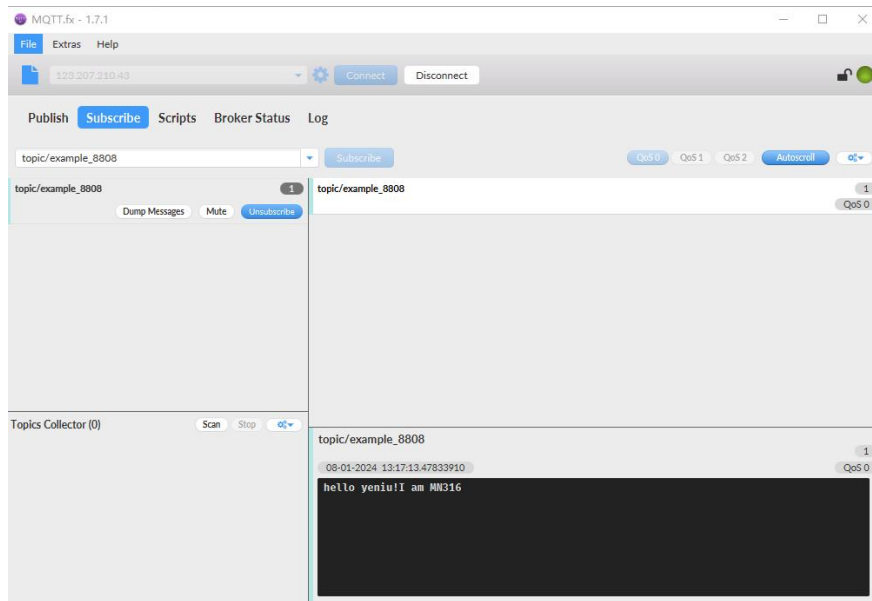 MQTT.fx - 1.7.1
File Extras Help
123.207.210.43 Connect Disconnect
Publish Subscribe Scripts Broker Status Log
topic/example_8808 Subscribe QoS 0 QoS 1 QoS 2 Autoscroll
topic/example_8808 1
Dump Messages Mute Unsubscribe
topic/example_8808 1
QoS 0
Topics Collector (0) Scan Stop
topic/example_8808
1
08-01-2024 13:17:13.47833910 QoS 0
hello yeniu!I am MN316